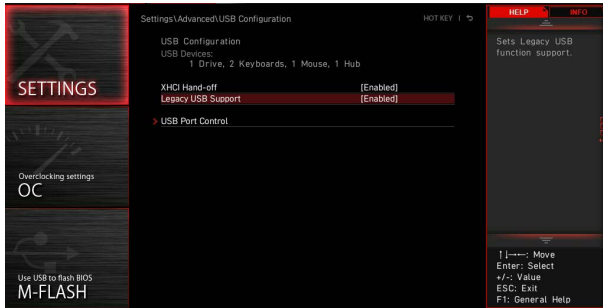 Settings\Advanced\USB Configuration
HOT KEY | ⮌
HELP
INFO
SETTINGS
Overclocking settings
OC
Use USB to flash BIOS
M-FLASH
USB Configuration
USB Devices:
1 Drive, 2 Keyboards, 1 Mouse, 1 Hub
XHCI Hand-off [Enabled]
Legacy USB Support [Enabled]
> USB Port Control
Sets Legacy USB
function support.
↑↓→←: Move
Enter: Select
+/-: Value
ESC: Exit
F1: General Help